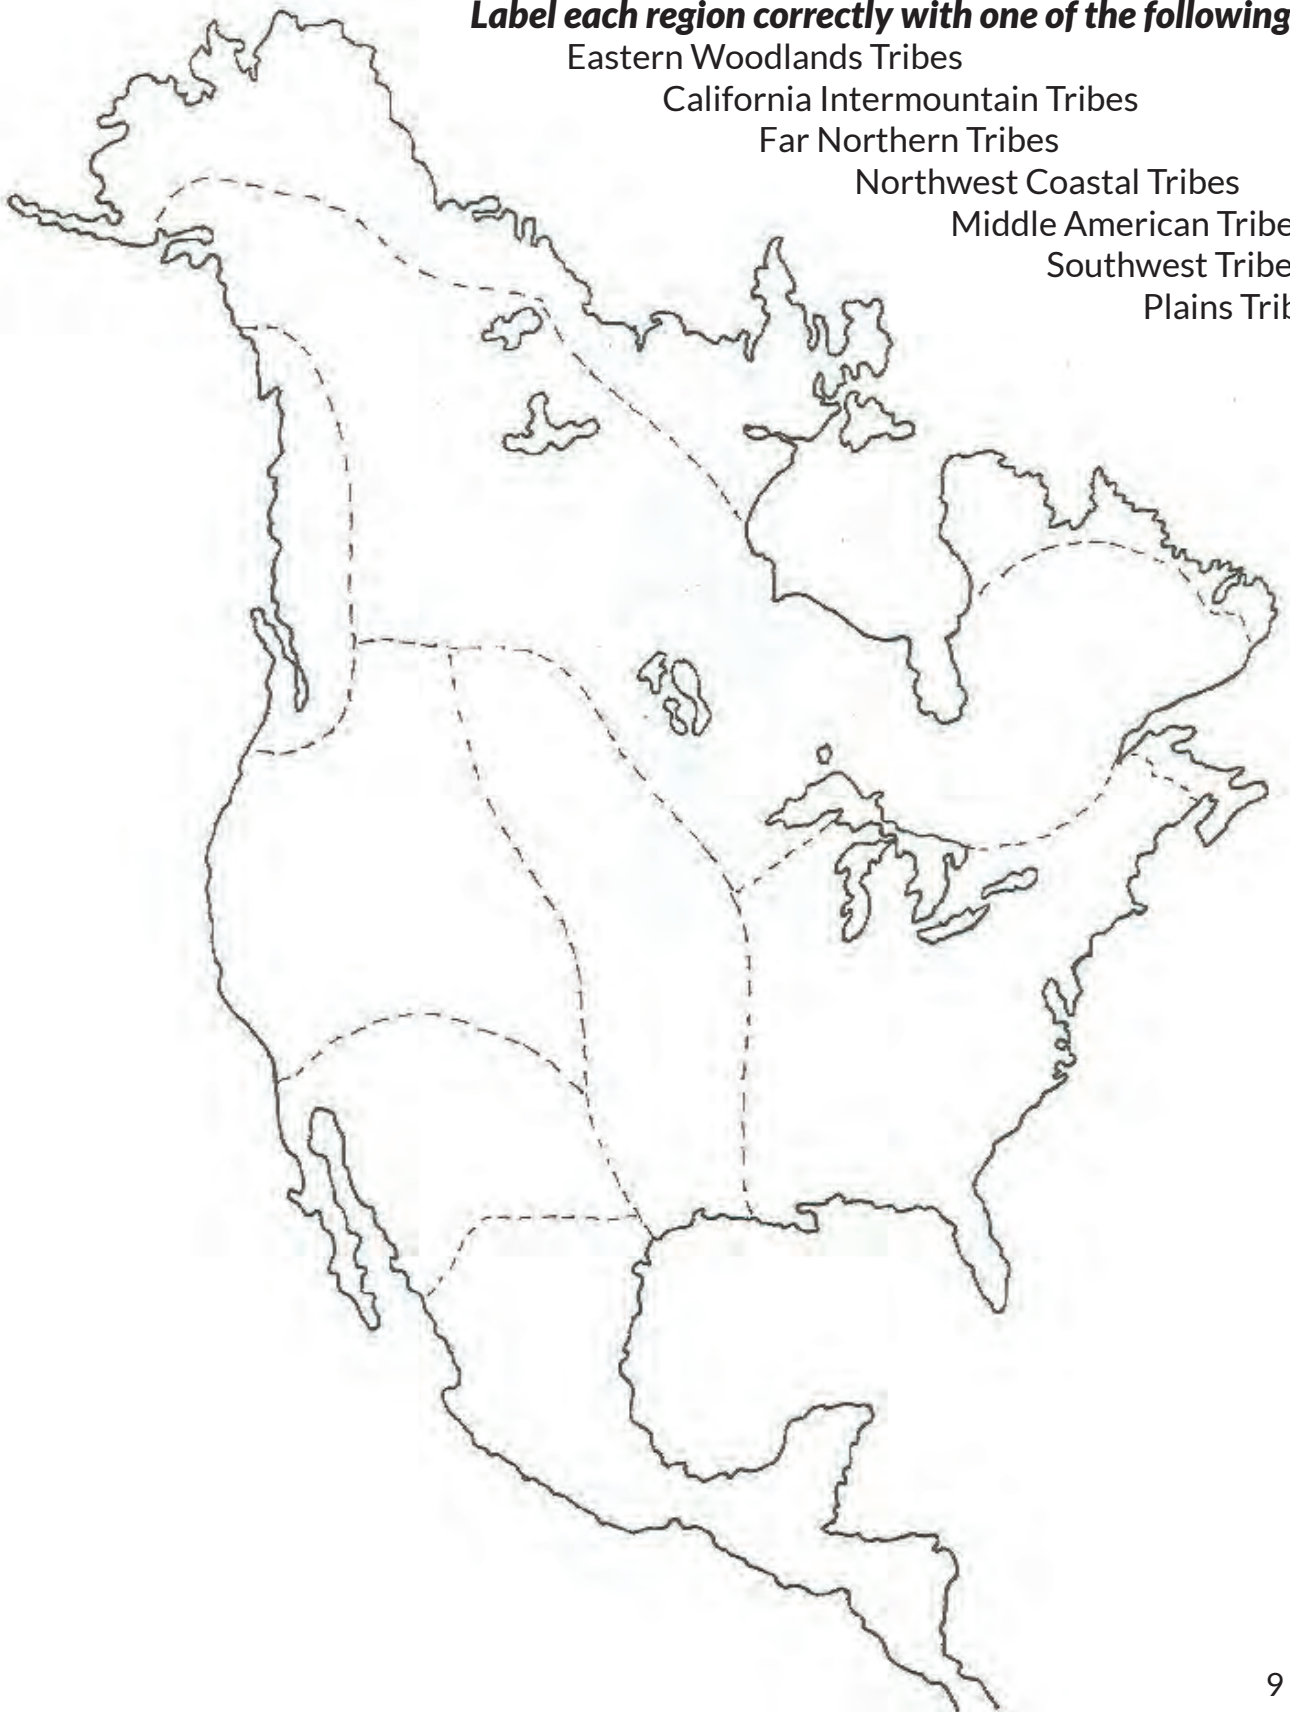 Label each region correctly with one of the following
Eastern Woodlands Tribes
California Intermountain Tribes
Far Northern Tribes
Northwest Coastal Tribes
Middle American Tribe
Southwest Tribe
Plains Trib
9